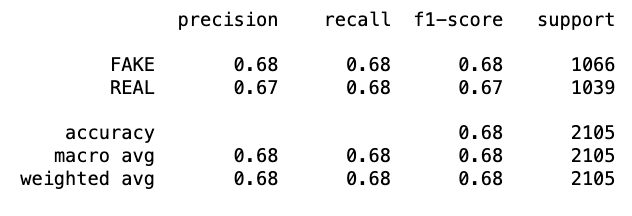 precision recall f1-score support
FAKE 0.68 0.68 0.68 1066
REAL 0.67 0.68 0.67 1039
accuracy 0.68 2105
macro avg 0.68 0.68 0.68 2105
weighted avg 0.68 0.68 0.68 2105